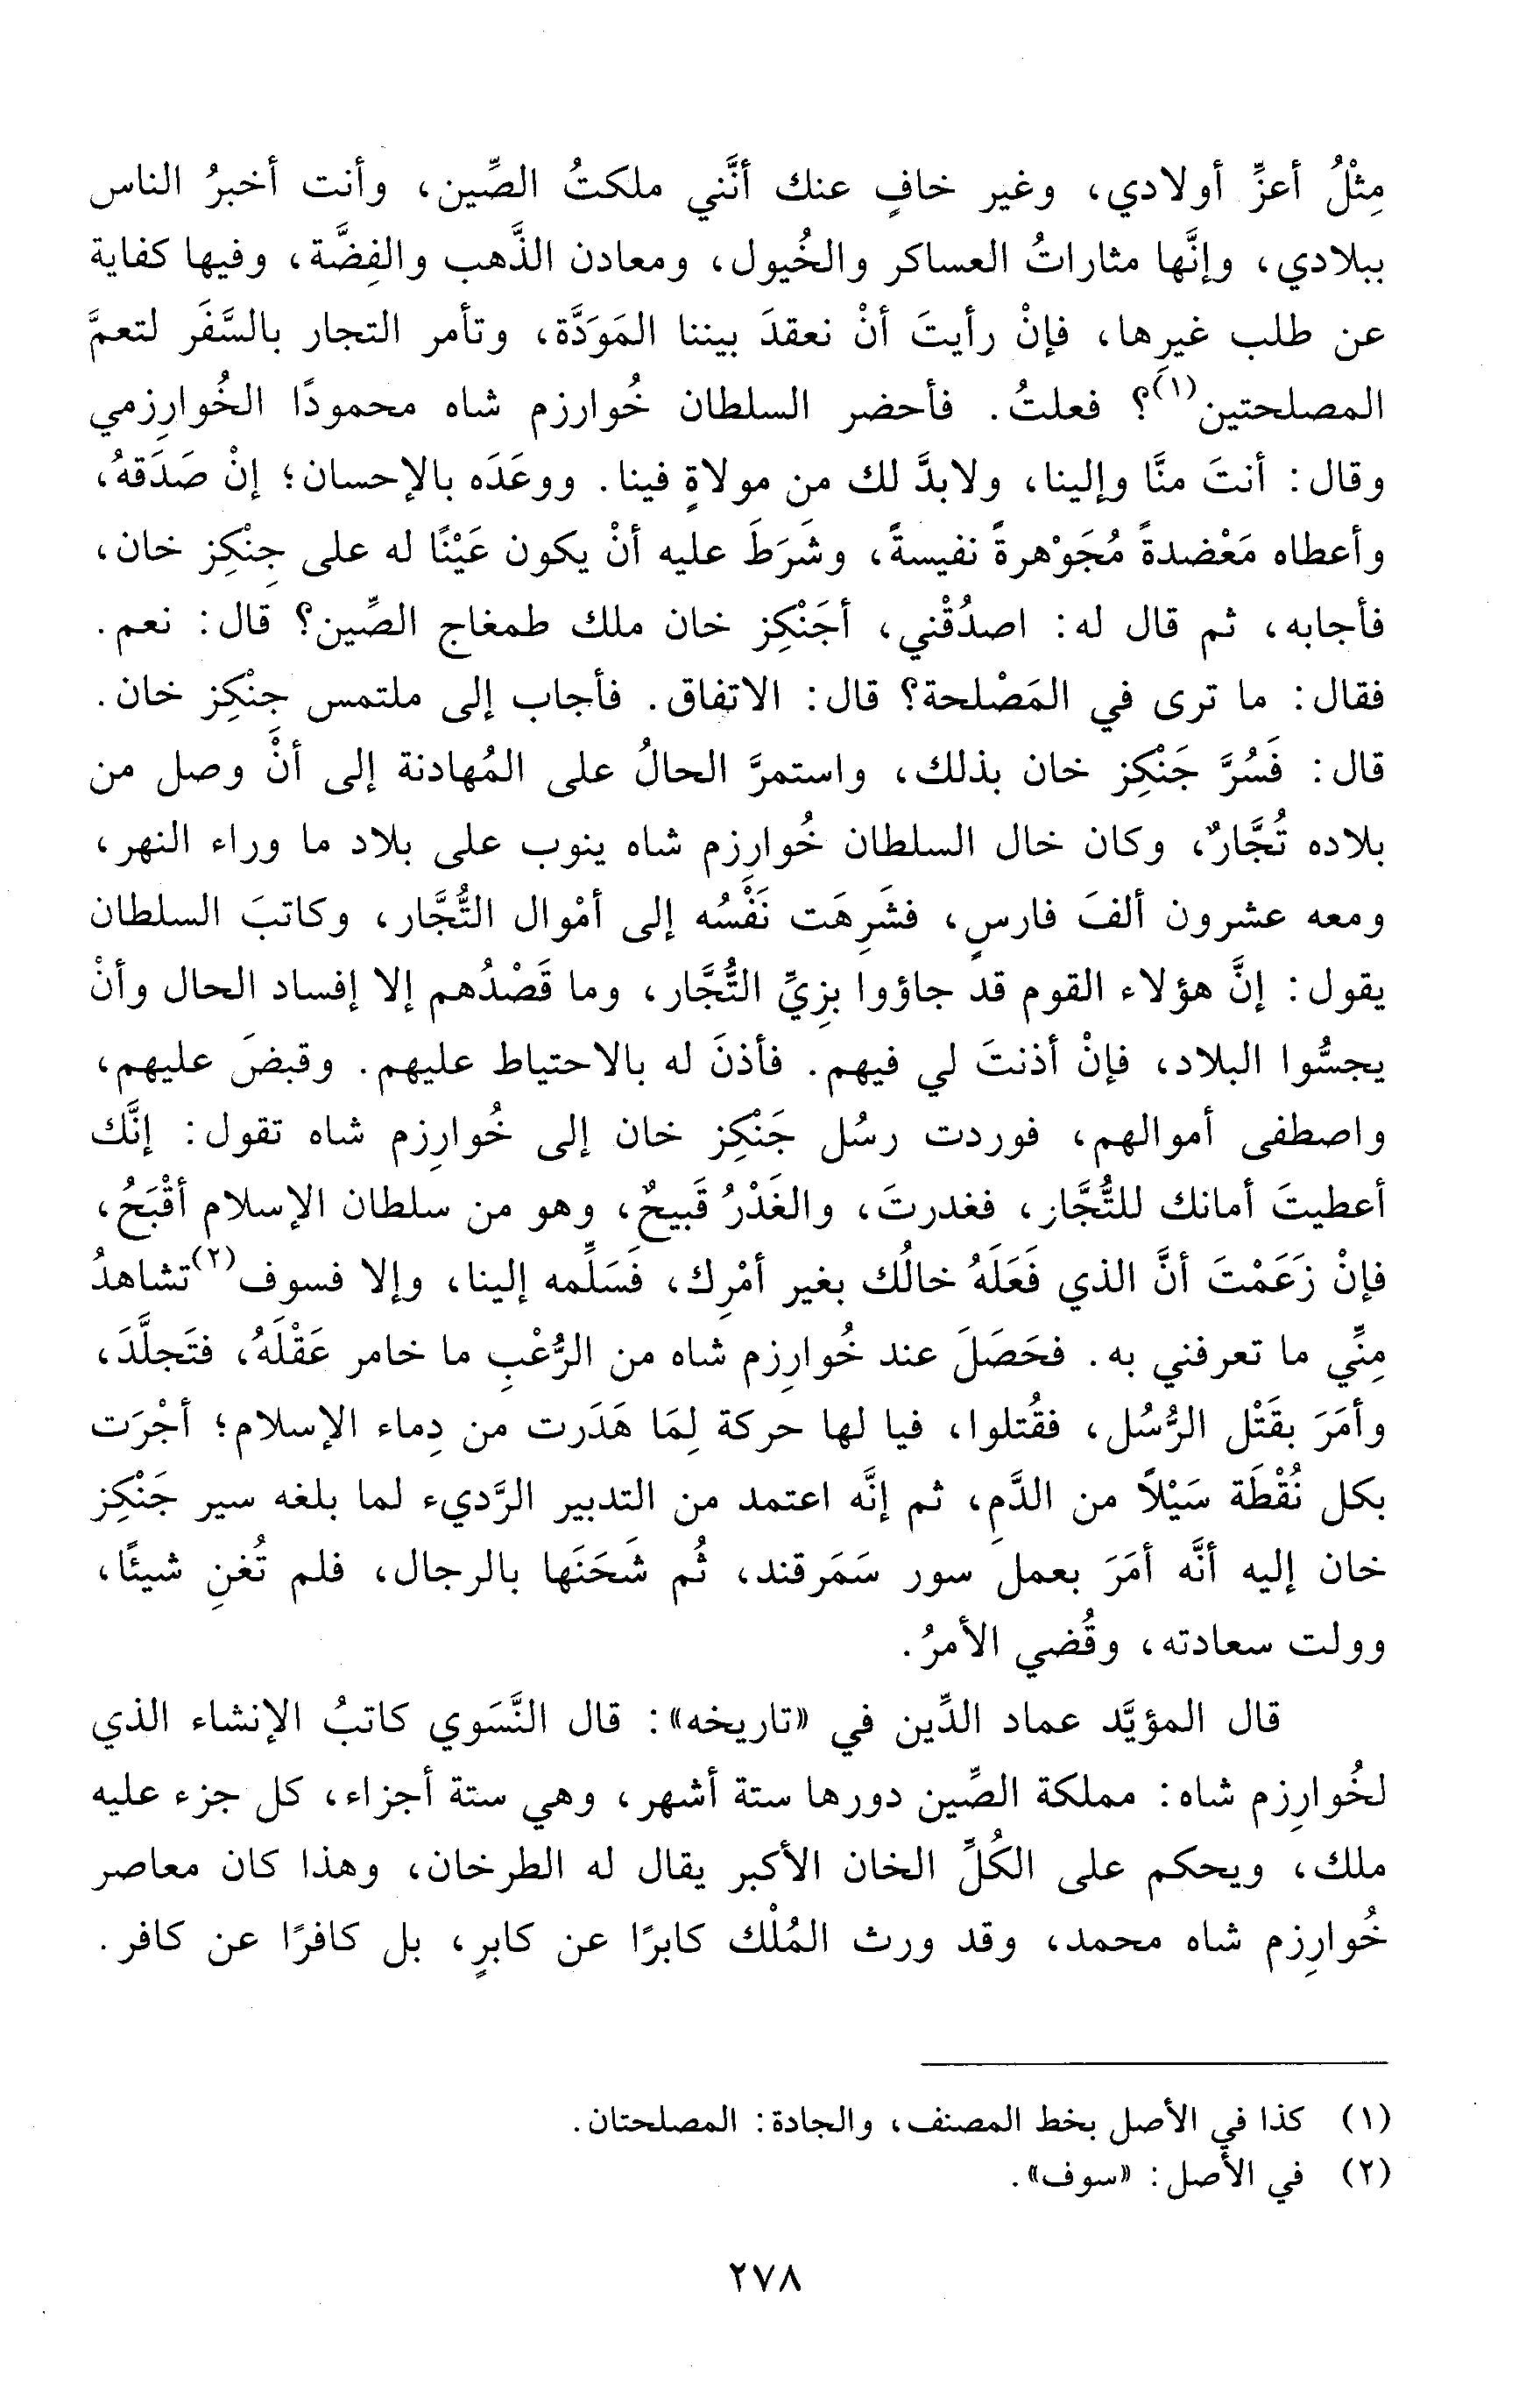 مِثْلُ أعزِّ أولادي، وغير خافٍ عنك أنَّني ملكتُ الصِّين، وأنت أخبرُ الناس
ببلادي، وإنَّها مثاراتُ العساكر والخُيول، ومعادن الذَّهب والفِضَّة، وفيها كفاية
عن طلب غيرِها، فإنْ رأيتَ أنْ نعقدَ بيننا المَوَدَّة، وتأمر التجار بالسَّفَر لتعمَّ
المصلحتين(١)؟ فعلتُ. فأحضر السلطان خُوارزم شاه محمودًا الخُوارِزمي
وقال: أنتَ منَّا وإلينا، ولابدَّ لك من مولاةٍ فينا. ووعَدَه بالإحسان؛ إنْ صَدَقهُ،
وأعطاه مَعْضدةً مُجَوْهرةً نفيسةً، وشَرَطَ عليه أنْ يكون عَيْنًا له على جِنْكِز خان،
فأجابه، ثم قال له: اصدُقْني، أجَنْكِز خان ملك طمغاج الصِّين؟ قال: نعم.
فقال: ما ترى في المَصْلحة؟ قال: الاتفاق. فأجاب إلى ملتمس جِنْكِز خان.
قال: فَسُرَّ جَنْكِز خان بذلك، واستمرَّ الحالُ على المُهادنة إلى أنْ وصل من
بلاده تُجَّارٌ، وكان خال السلطان خُوارِزم شاه ينوب على بلاد ما وراء النهر،
ومعه عشرون ألفَ فارسٍ، فشَرِهَت نَفْسُه إلى أمْوال التُّجَّار، وكاتبَ السلطان
يقول: إنَّ هؤلاء القوم قد جاؤوا بزِيِّ التُّجَّار، وما قَصْدُهم إلا إفساد الحال وأنْ
يجسُّوا البلاد، فإنْ أذنتَ لي فيهم. فأذنَ له بالاحتياط عليهم. وقبضَ عليهم،
واصطفى أموالهم، فوردت رسُل جَنْكِز خان إلى خُوارِزم شاه تقول: إنَّك
أعطيتَ أمانك للتُّجَّار، فغدرتَ، والغَدْرُ قَبيحٌ، وهو من سلطان الإسلام أقْبَحُ،
فإنْ زَعَمْتَ أنَّ الذي فَعَلَهُ خالُك بغير أمْرِك، فَسَلِّمه إلينا، وإلا فسوف(٢) تشاهدُ
مِنِّي ما تعرفني به. فحَصَلَ عند خُوارِزم شاه من الرُّعْبِ ما خامر عَقْلَهُ، فتَجلَّدَ،
وأمَرَ بقَتْل الرُّسُل، فقُتلوا، فيا لها حركة لِمَا هَدَرت من دِماء الإسلام؛ أجْرَت
بكل نُقْطَة سَيْلاً من الدَّمِ، ثم إنَّه اعتمد من التدبير الرَّديء لما بلغه سير جَنْكِز
خان إليه أنَّه أمَرَ بعمل سور سَمَرقند، ثُم شَحَنَها بالرجال، فلم تُغنِ شيئًا،
وولت سعادته، وقُضي الأمرُ.
قال المؤيَّد عماد الدِّين في «تاريخه»: قال النَّسَوي كاتبُ الإنشاء الذي
لخُوارِزم شاه: مملكة الصِّين دورها ستة أشهر، وهي ستة أجزاء، كل جزء عليه
ملك، ويحكم على الكُلِّ الخان الأكبر يقال له الطرخان، وهذا كان معاصر
خُوارِزم شاه محمد، وقد ورث المُلْك كابرًا عن كابرٍ، بل كافرًا عن كافر.
(١) كذا في الأصل بخط المصنف، والجادة: المصلحتان.
(٢) في الأصل: «سوف».
٢٧٨